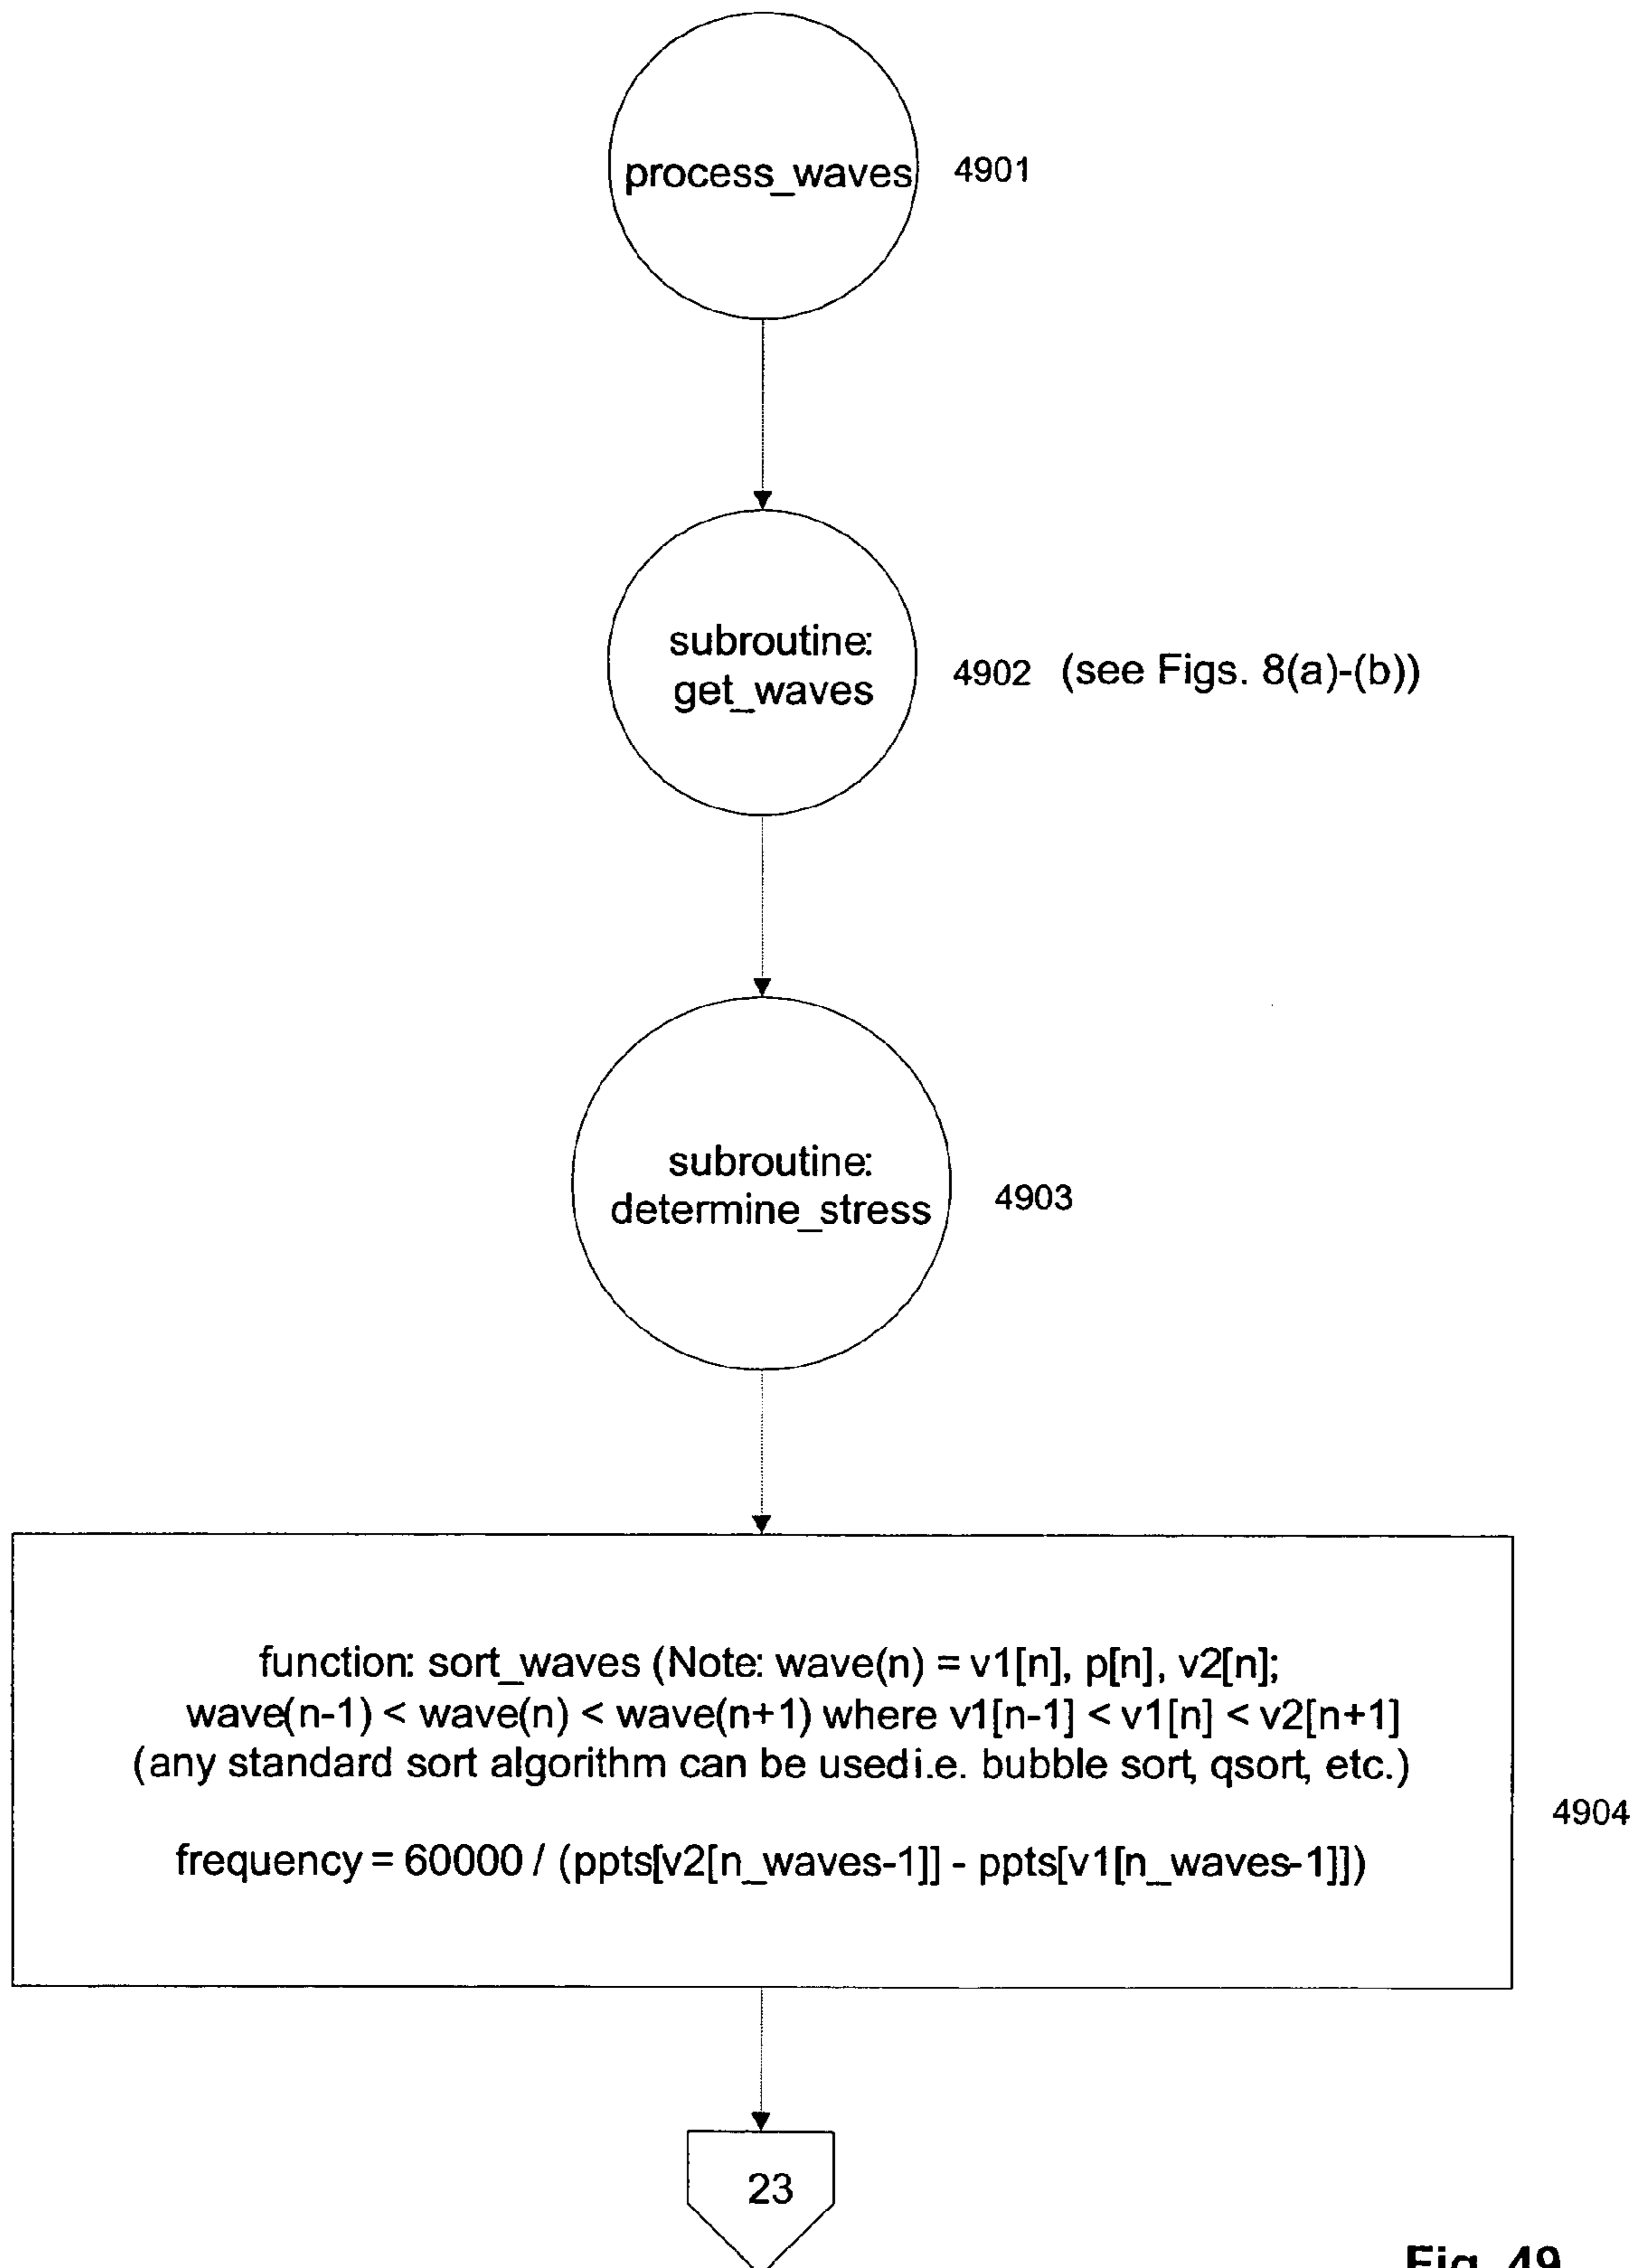 process_waves 4901
subroutine:
get_waves
4902 (see Figs. 8(a)-(b))
subroutine:
determine_stress
4903
function: sort_waves (Note: wave(n) = v1[n], p[n], v2[n];
wave(n-1) < wave(n) < wave(n+1) where v1[n-1] < v1[n] < v2[n+1]
(any standard sort algorithm can be usedi.e. bubble sort, qsort, etc.)
frequency = 60000 / (ppts[v2[n_waves-1]] - ppts[v1[n_waves-1]])
4904
23
Fig. 49